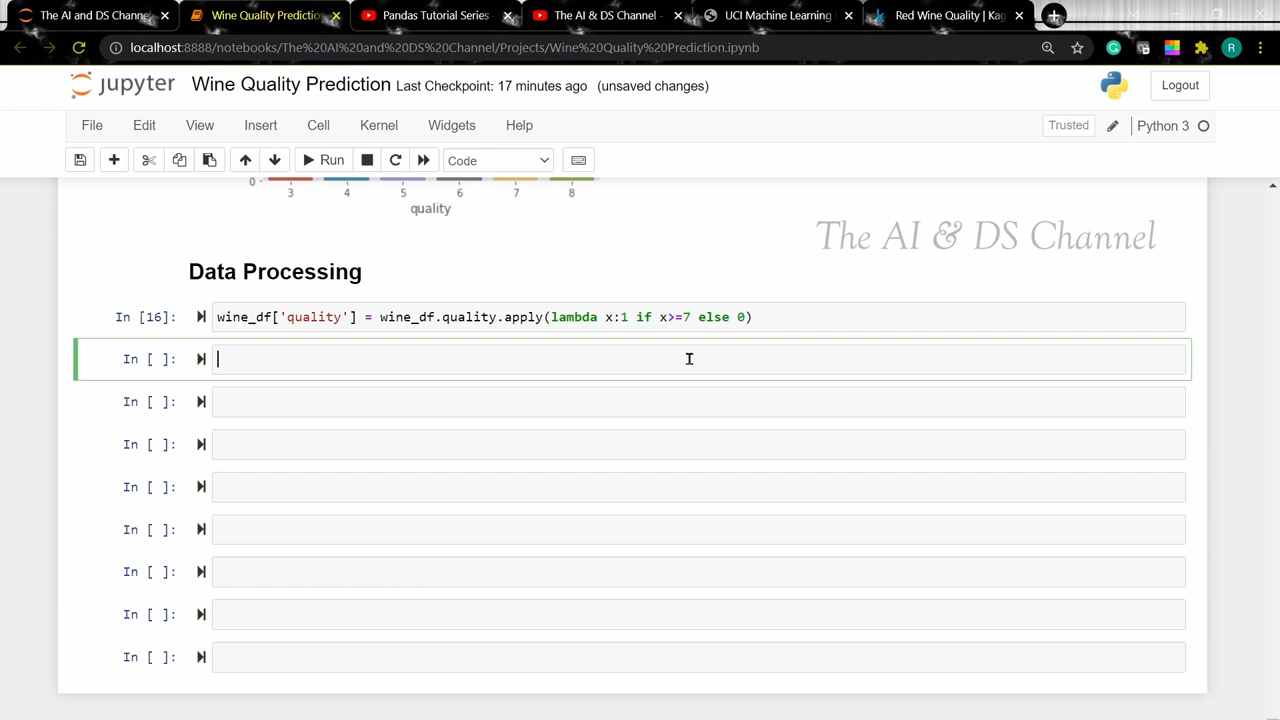 The AI and DS Channel
Wine Quality Prediction
Pandas Tutorial Series -
The AI & DS Channel -
UCI Machine Learning
Red Wine Quality | Kag
localhost:8888/notebooks/The%20AI%20and%20DS%20Channel/Projects/Wine%20Quality%20Prediction.ipynb
R
jupyter Wine Quality Prediction Last Checkpoint: 17 minutes ago (unsaved changes)
Logout
File Edit View Insert Cell Kernel Widgets Help
Trusted
Python 3
Run
Code
0
3 4 5 6 7 8
quality
The AI & DS Channel
Data Processing
In [16]: wine_df['quality'] = wine_df.quality.apply(lambda x:1 if x>=7 else 0)
In [ ]:
In [ ]:
In [ ]:
In [ ]:
In [ ]:
In [ ]:
In [ ]:
In [ ]: